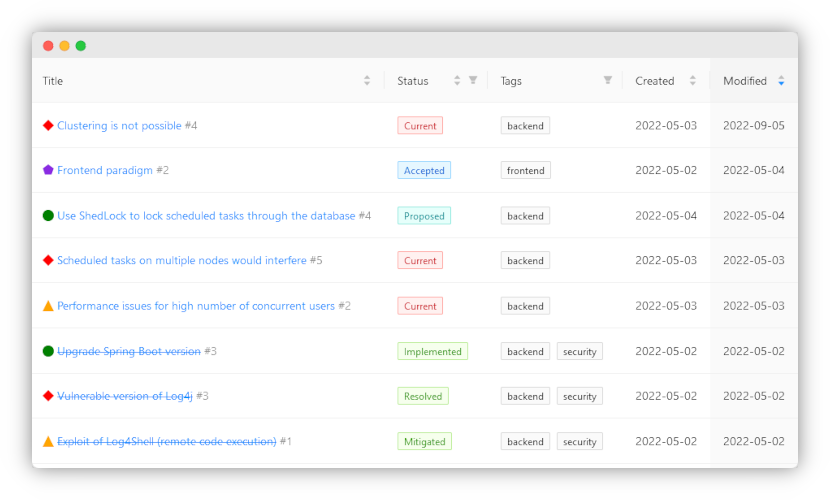 Title Status Tags Created Modified
Clustering is not possible #4 Current backend 2022-05-03 2022-09-05
Frontend paradigm #2 Accepted frontend 2022-05-02 2022-05-04
Use ShedLock to lock scheduled tasks through the database #4 Proposed backend 2022-05-04 2022-05-04
Scheduled tasks on multiple nodes would interfere #5 Current backend 2022-05-03 2022-05-03
Performance issues for high number of concurrent users #2 Current backend 2022-05-03 2022-05-03
Upgrade Spring Boot version #3 Implemented backend security 2022-05-02 2022-05-02
Vulnerable version of Log4j #3 Resolved backend security 2022-05-02 2022-05-02
Exploit of Log4Shell (remote code execution) #1 Mitigated backend security 2022-05-02 2022-05-02